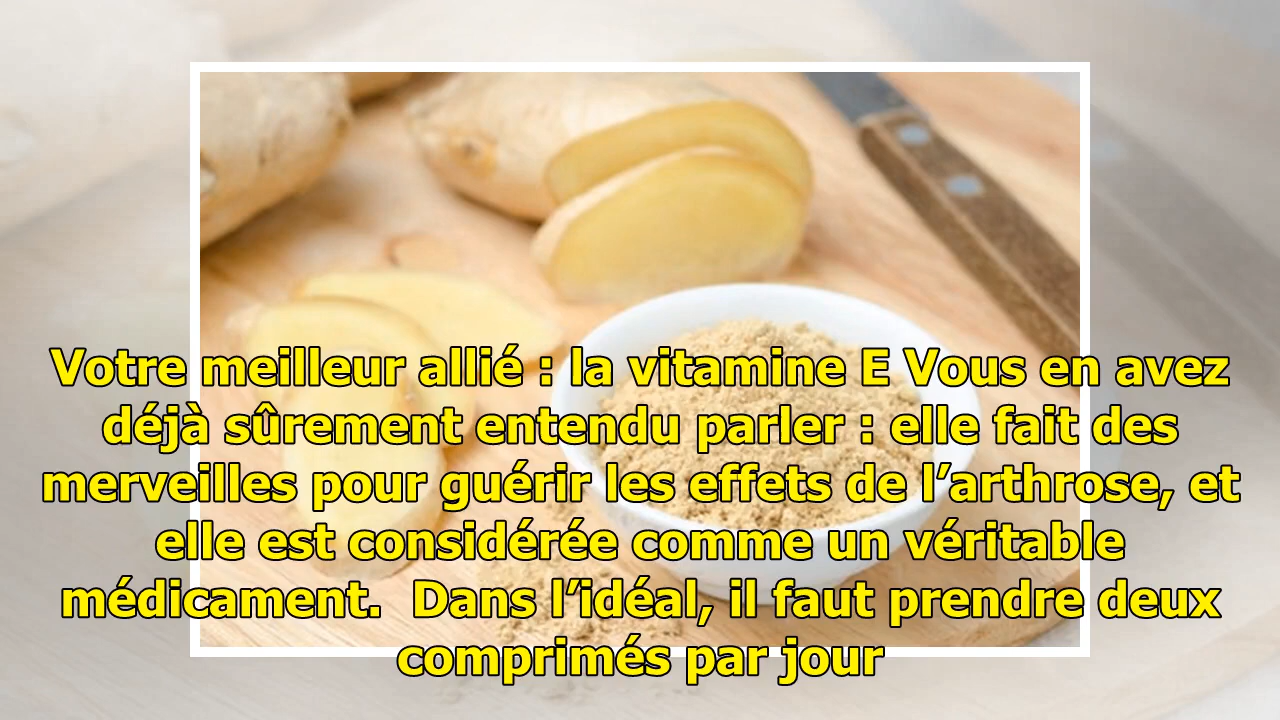 Votre meilleur allié : la vitamine E Vous en avez
déjà sûrement entendu parler : elle fait des
merveilles pour guérir les effets de l’arthrose, et
elle est considérée comme un véritable
médicament.  Dans l’idéal, il faut prendre deux
comprimés par jour